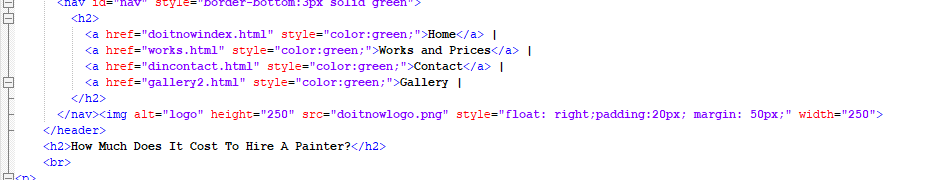 <nav id="nav" style="border-bottom:3px solid green">
<h2>
<a href="doitnowindex.html" style="color:green;">Home</a> |
<a href="works.html" style="color:green;">Works and Prices</a> |
<a href="dincontact.html" style="color:green;">Contact</a> |
<a href="gallery2.html" style="color:green;">Gallery |
</h2>
</nav><img alt="logo" height="250" src="doitnowlogo.png" style="float: right;padding:20px; margin: 50px;" width="250">
</header>
<h2>How Much Does It Cost To Hire A Painter?</h2>
<br>
<p>